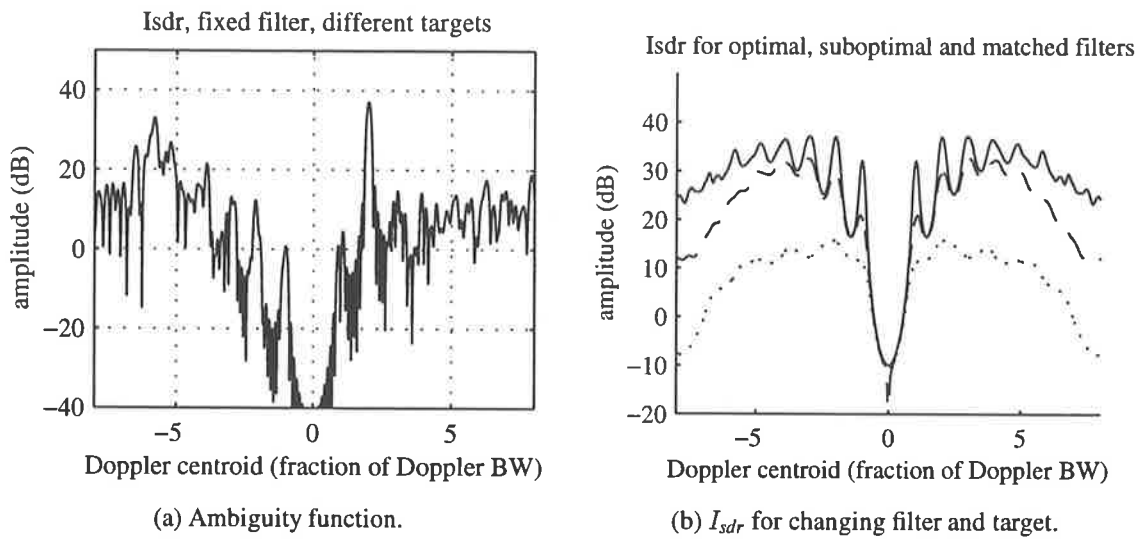 Isdr, fixed filter, different targets
40
20
0
−20
−40
amplitude (dB)
−5
0
5
Doppler centroid (fraction of Doppler BW)
(a) Ambiguity function.
Isdr for optimal, suboptimal and matched filters
40
30
20
10
0
−10
−20
amplitude (dB)
−5
0
5
Doppler centroid (fraction of Doppler BW)
(b) Isdr for changing filter and target.